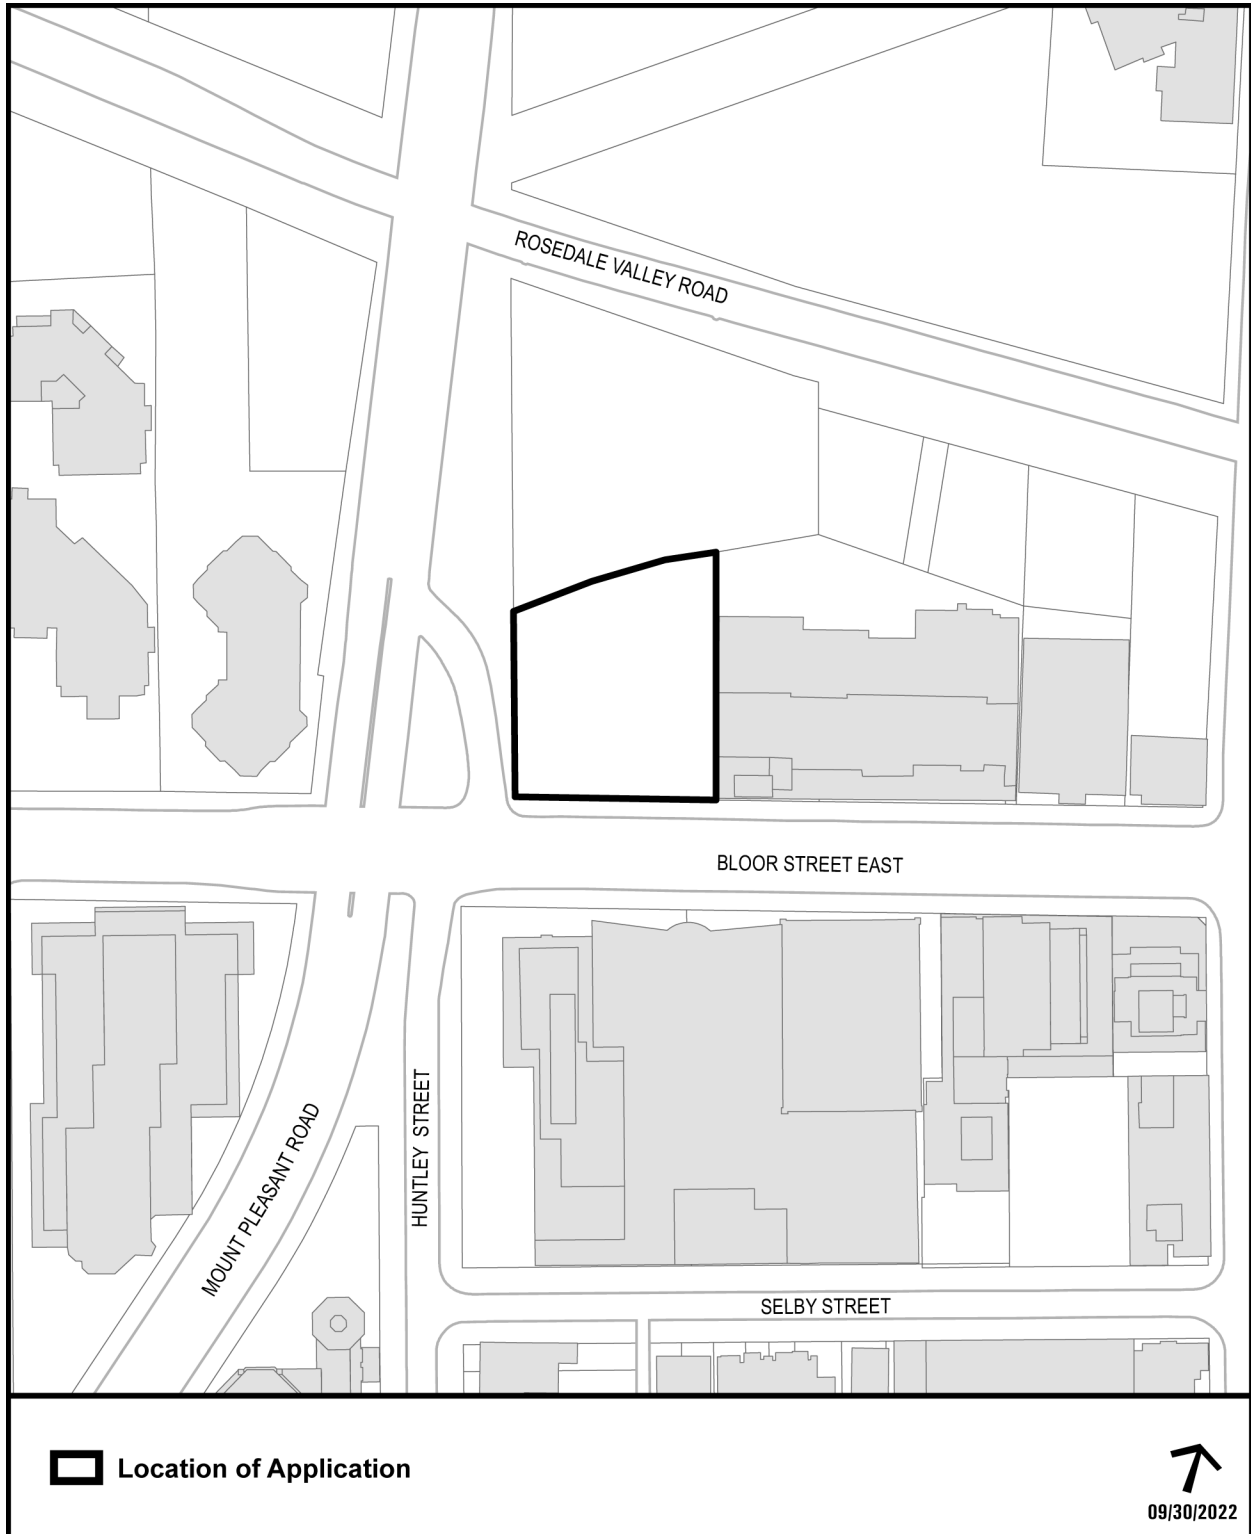 ROSEDALE VALLEY ROAD
BLOOR STREET EAST
HUNTLEY STREET
MOUNT PLEASANT ROAD
SELBY STREET
Location of Application
09/30/2022